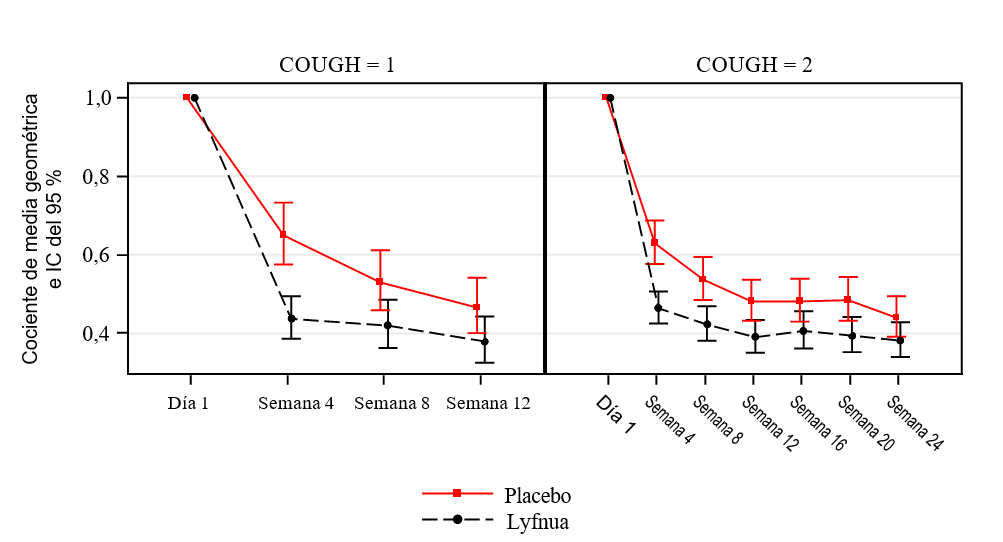 COUGH = 1
COUGH = 2
Cociente de media geométrica
e IC del 95 %
1,0
0,8
0,6
0,4
Día 1
Semana 4
Semana 8
Semana 12
Día 1
Semana 4
Semana 8
Semana 12
Semana 16
Semana 20
Semana 24
Placebo
Lyfnua